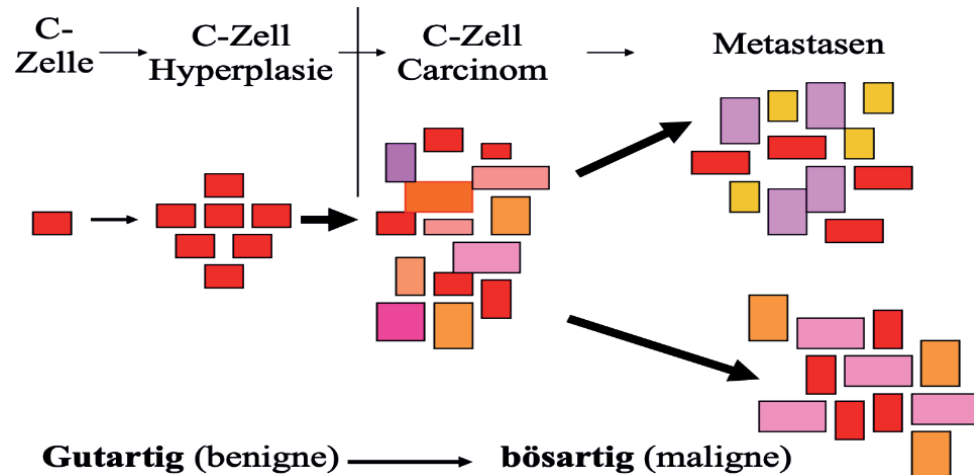 C-
Zelle
C-Zell
Hyperplasie
C-Zell
Carcinom
Metastasen
Gutartig (benigne)
bösartig (maligne)